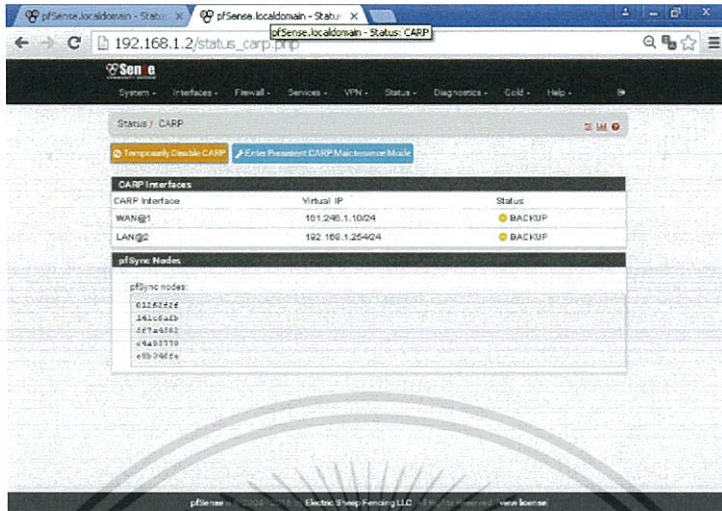 pfSense.localdomain - Statu
pfSense.localdomain - Statu
pfSense.localdomain - Status: CARP
192.168.1.2/status_carp.php
Sense
System
Interfaces
Firewall
Services
VPN
Status
Diagnostics
Gold
Help
Status / CARP
Temporarily Disable CARP
Enter Persistent CARP Maintenance Mode
CARP Interfaces
CARP Interface Virtual IP Status
WAN@1 BACKUP
LAN@2 192.168.1.254/24 BACKUP
pfSync Nodes
pfSync nodes:
pfSense Electric Sheep Fencing LLC view license